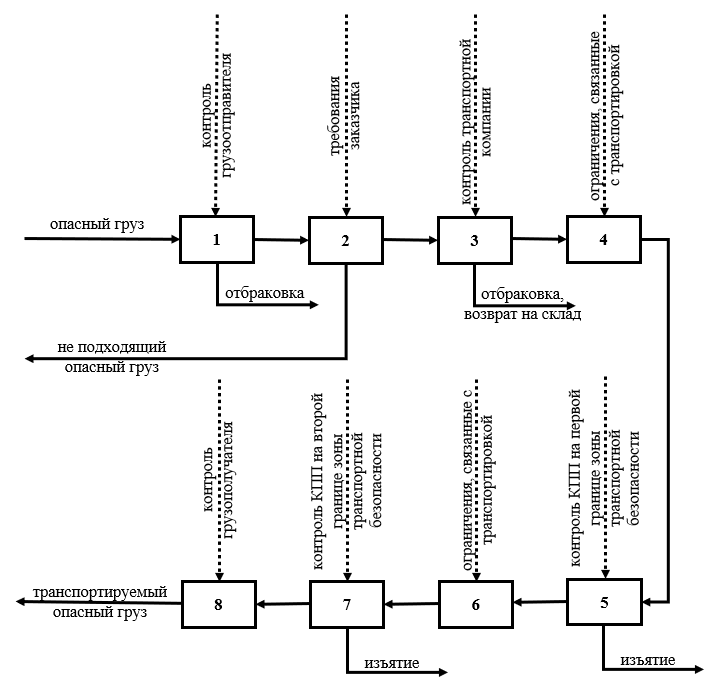 контроль
грузоотправителя
требования
заказчика
контроль транспортной
компании
ограничения, связанные
с транспортировкой
опасный груз
1
2
3
4
отбраковка
отбраковка,
возврат на склад
не подходящий
опасный груз
контроль
грузополучателя
контроль КПП на второй
границе зоны
транспортной
безопасности
ограничения, связанные с
транспортировкой
контроль КПП на первой
границе зоны
транспортной
безопасности
транспортируемый
опасный груз
8
7
6
5
изъятие
изъятие